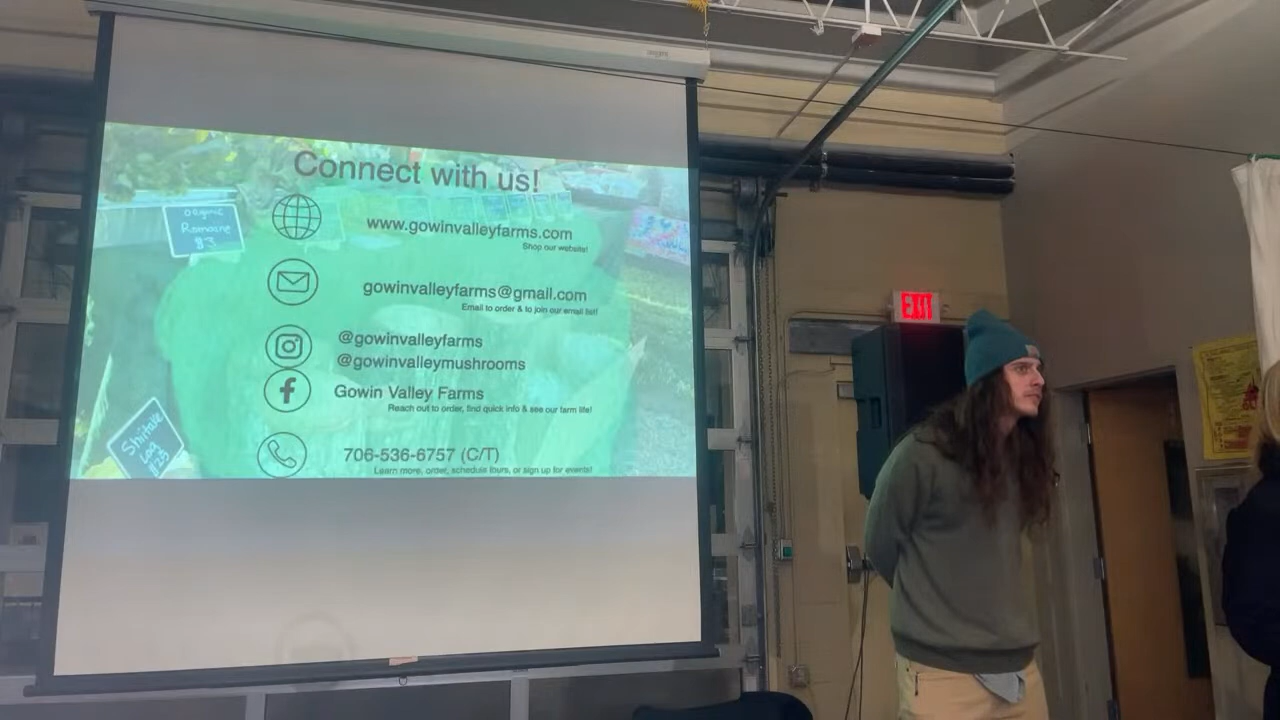 Connect with us!
organic
Romaine
$3
www.gowinvalleyfarms.com
Shop our website!
gowinvalleyfarms@gmail.com
Email to order & to join our email list!
@gowinvalleyfarms
@gowinvalleymushrooms
Gowin Valley Farms
Reach out to order, find quick info & see our farm life!
Shiitake
Log
$25
706-536-6757 (C/T)
Learn more, order, schedule tours, or sign up for events!
EXIT